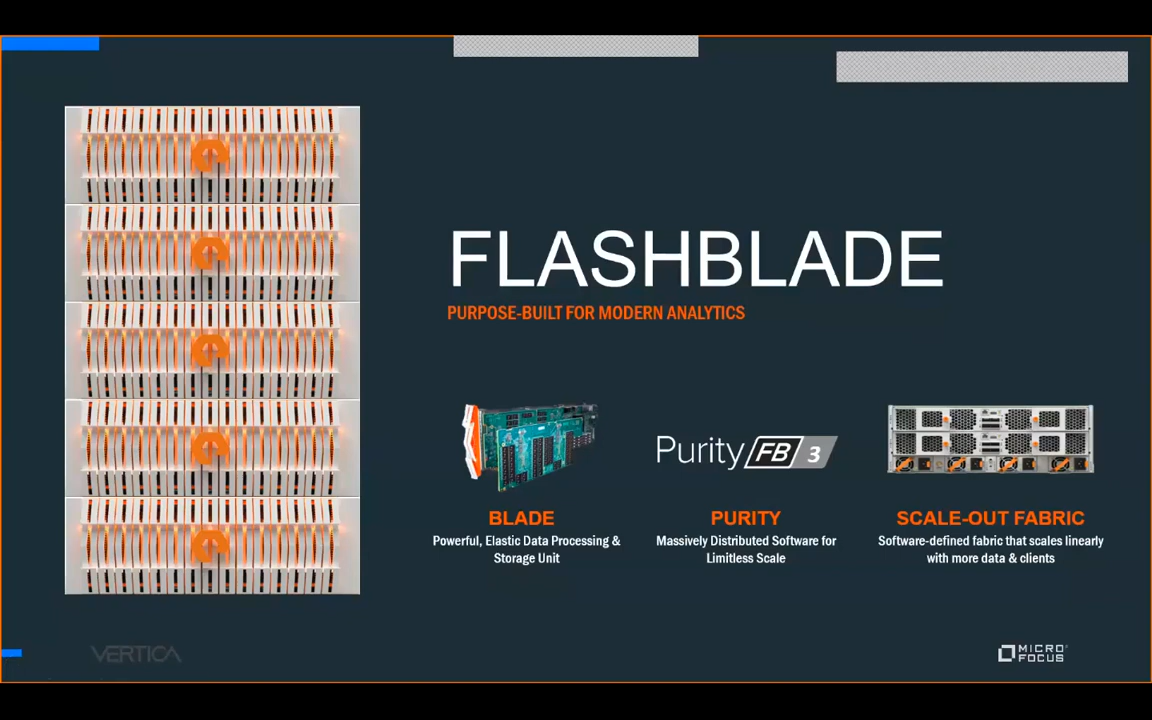 FLASHBLADE
PURPOSE-BUILT FOR MODERN ANALYTICS
Purity FB 3
BLADE
Powerful, Elastic Data Processing &
Storage Unit
PURITY
Massively Distributed Software for
Limitless Scale
SCALE-OUT FABRIC
Software-defined fabric that scales linearly
with more data & clients
VERTICA
MICRO
FOCUS